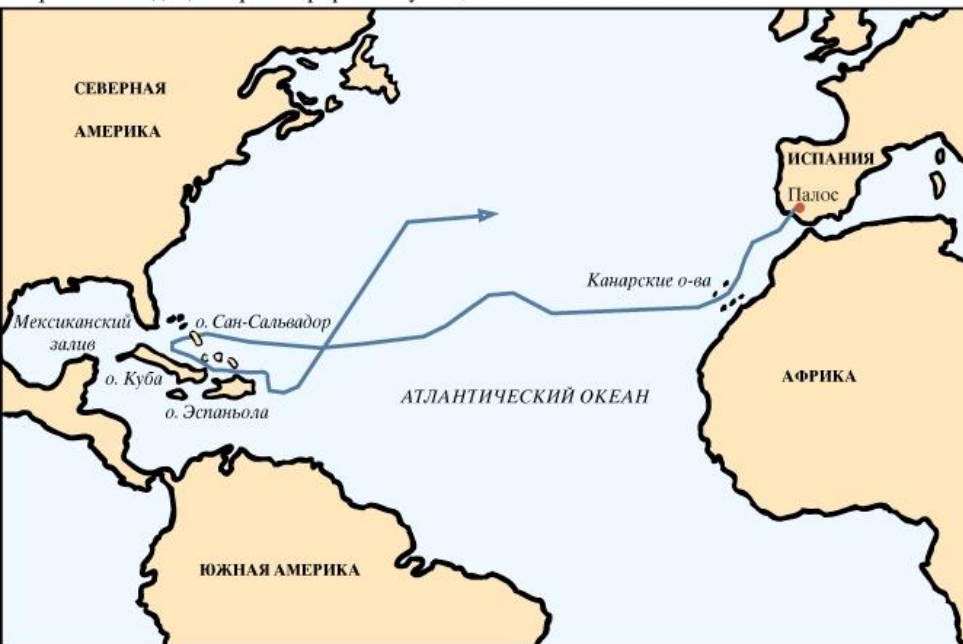 СЕВЕРНАЯ
АМЕРИКА
ИСПАНИЯ
Палос
Канарские о-ва
о. Сан-Сальвадор
Мексиканский
залив
о. Куба
о. Эспаньола
АТЛАНТИЧЕСКИЙ ОКЕАН
АФРИКА
ЮЖНАЯ АМЕРИКА